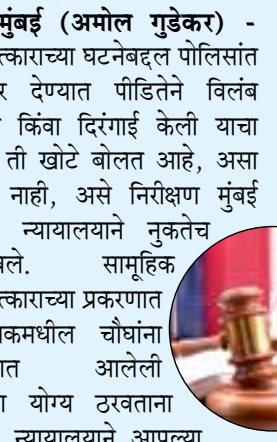 मुंबई (अमोल गुडेकर) -
त्काराच्या घटनेबद्दल पोलिसांत
र देण्यात पीडितेने विलंब
किंवा दिरंगाई केली याचा
ती खोटे बोलत आहे, असा
नाही, असे निरीक्षण मुंबई
न्यायालयाने नुकतेच
वले. सामूहिक
त्काराच्या प्रकरणात
कमधील चौघांना
ात आलेली
योग्य ठरवताना
न्यायालयाने आपल्या